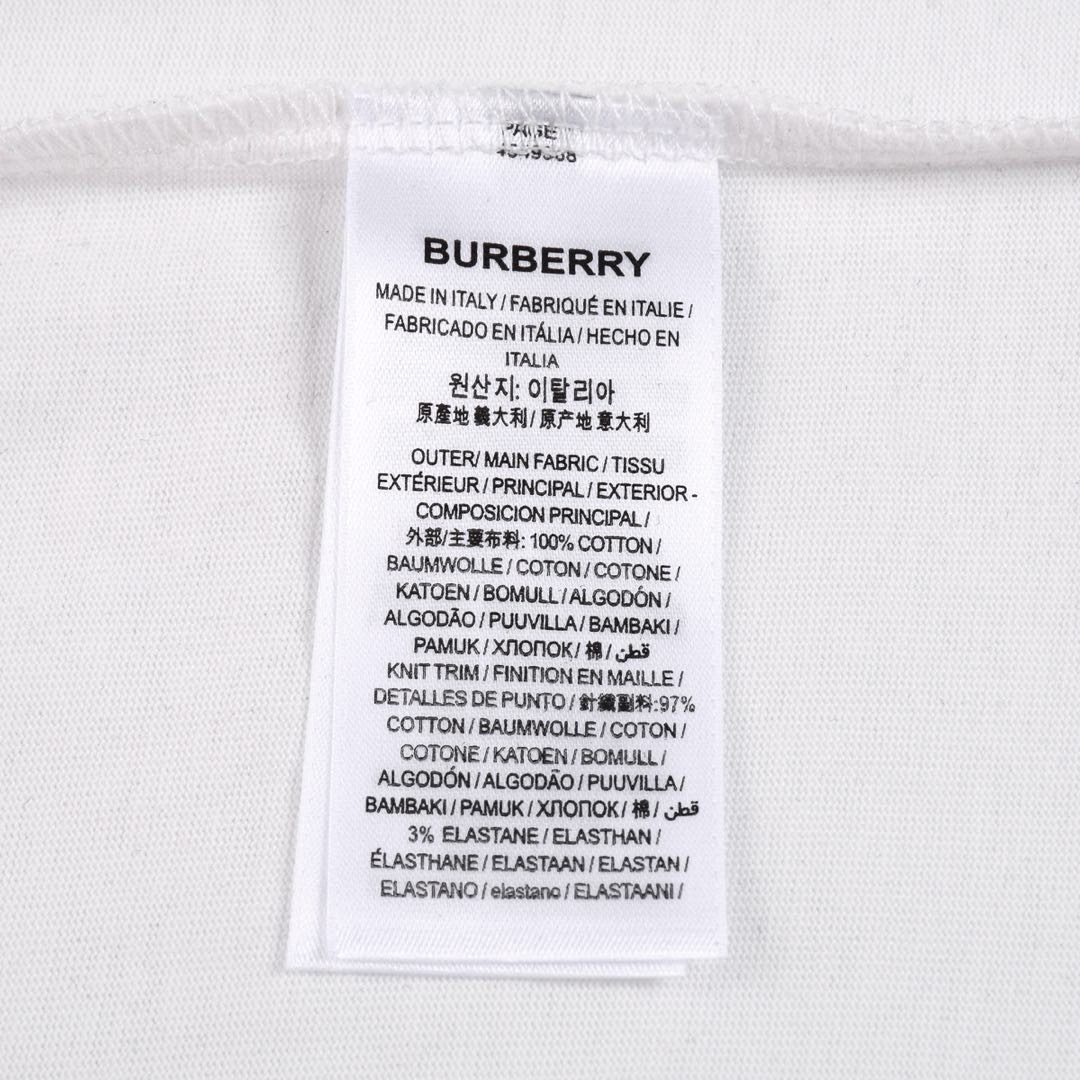 PAGE
BURBERRY
MADE IN ITALY / FABRIQUÉ EN ITALIE /
FABRICADO EN ITÁLIA / HECHO EN
ITALIA
원산지: 이탈리아
原產地 義大利/ 原产地 意大利
OUTER/ MAIN FABRIC / TISSU
EXTÉRIEUR / PRINCIPAL / EXTERIOR -
COMPOSICION PRINCIPAL /
外部/主要布料: 100% COTTON /
BAUMWOLLE / COTON / COTONE /
KATOEN / BOMULL / ALGODÓN /
ALGODÃO / PUUVILLA / BAMBAKI /
PAMUK / ХЛОПОК / 棉 / قطن
KNIT TRIM / FINITION EN MAILLE /
DETALLES DE PUNTO / 針織副料:97%
COTTON / BAUMWOLLE / COTON /
COTONE / KATOEN / BOMULL /
ALGODÓN / ALGODÃO / PUUVILLA /
BAMBAKI / PAMUK / ХЛОПОК / 棉 / قطن
3% ELASTANE / ELASTHAN /
ÉLASTHANE / ELASTAAN / ELASTAN /
ELASTANO / elastano / ELASTAANI /